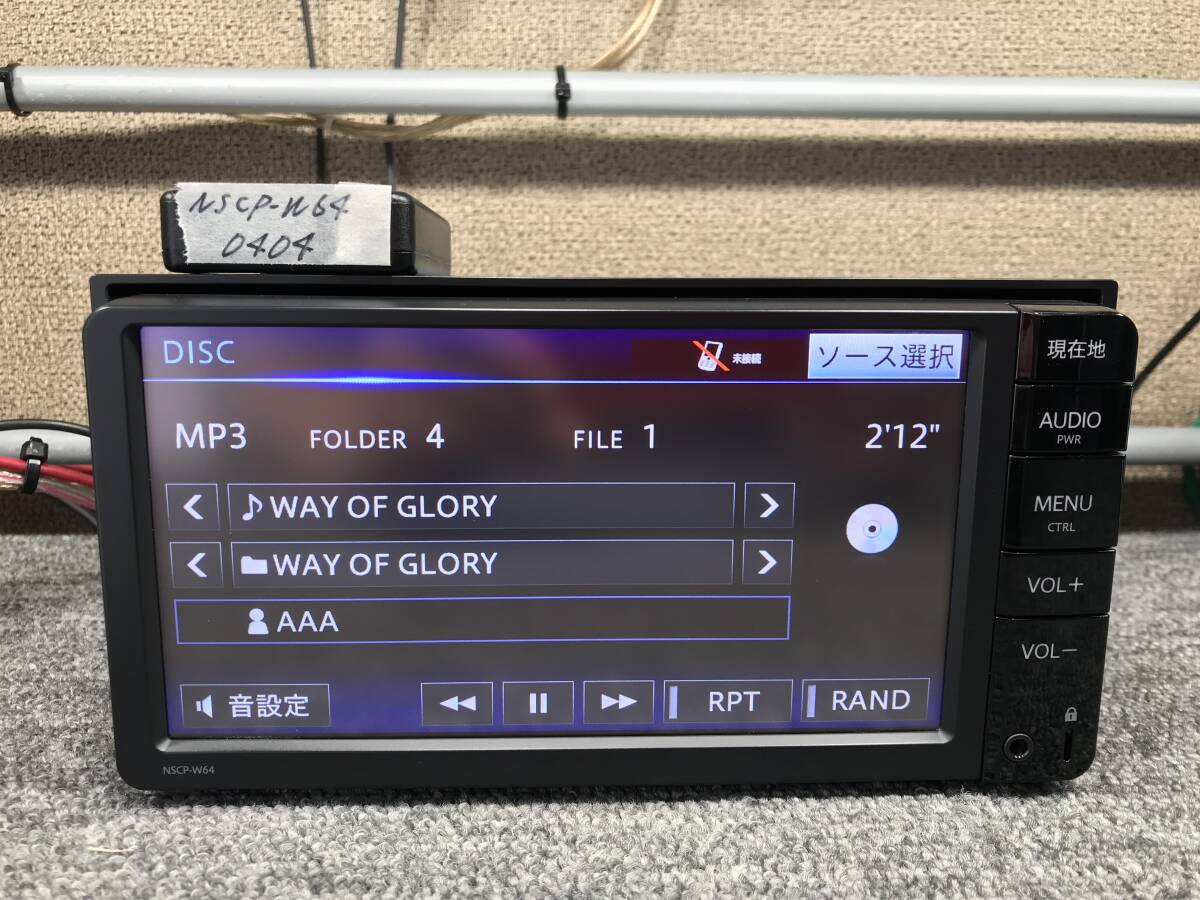 NSCP-W64
0404
DISC
未接続
ソース選択
MP3 FOLDER 4 FILE 1 2'12"
WAY OF GLORY
WAY OF GLORY
AAA
音設定 RPT RAND
NSCP-W64
現在地
AUDIO
PWR
MENU
CTRL
VOL+
VOL-